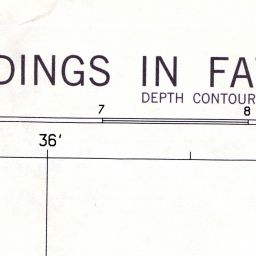 DINGS IN FA
DEPTH CONTOUR
7 8
36'